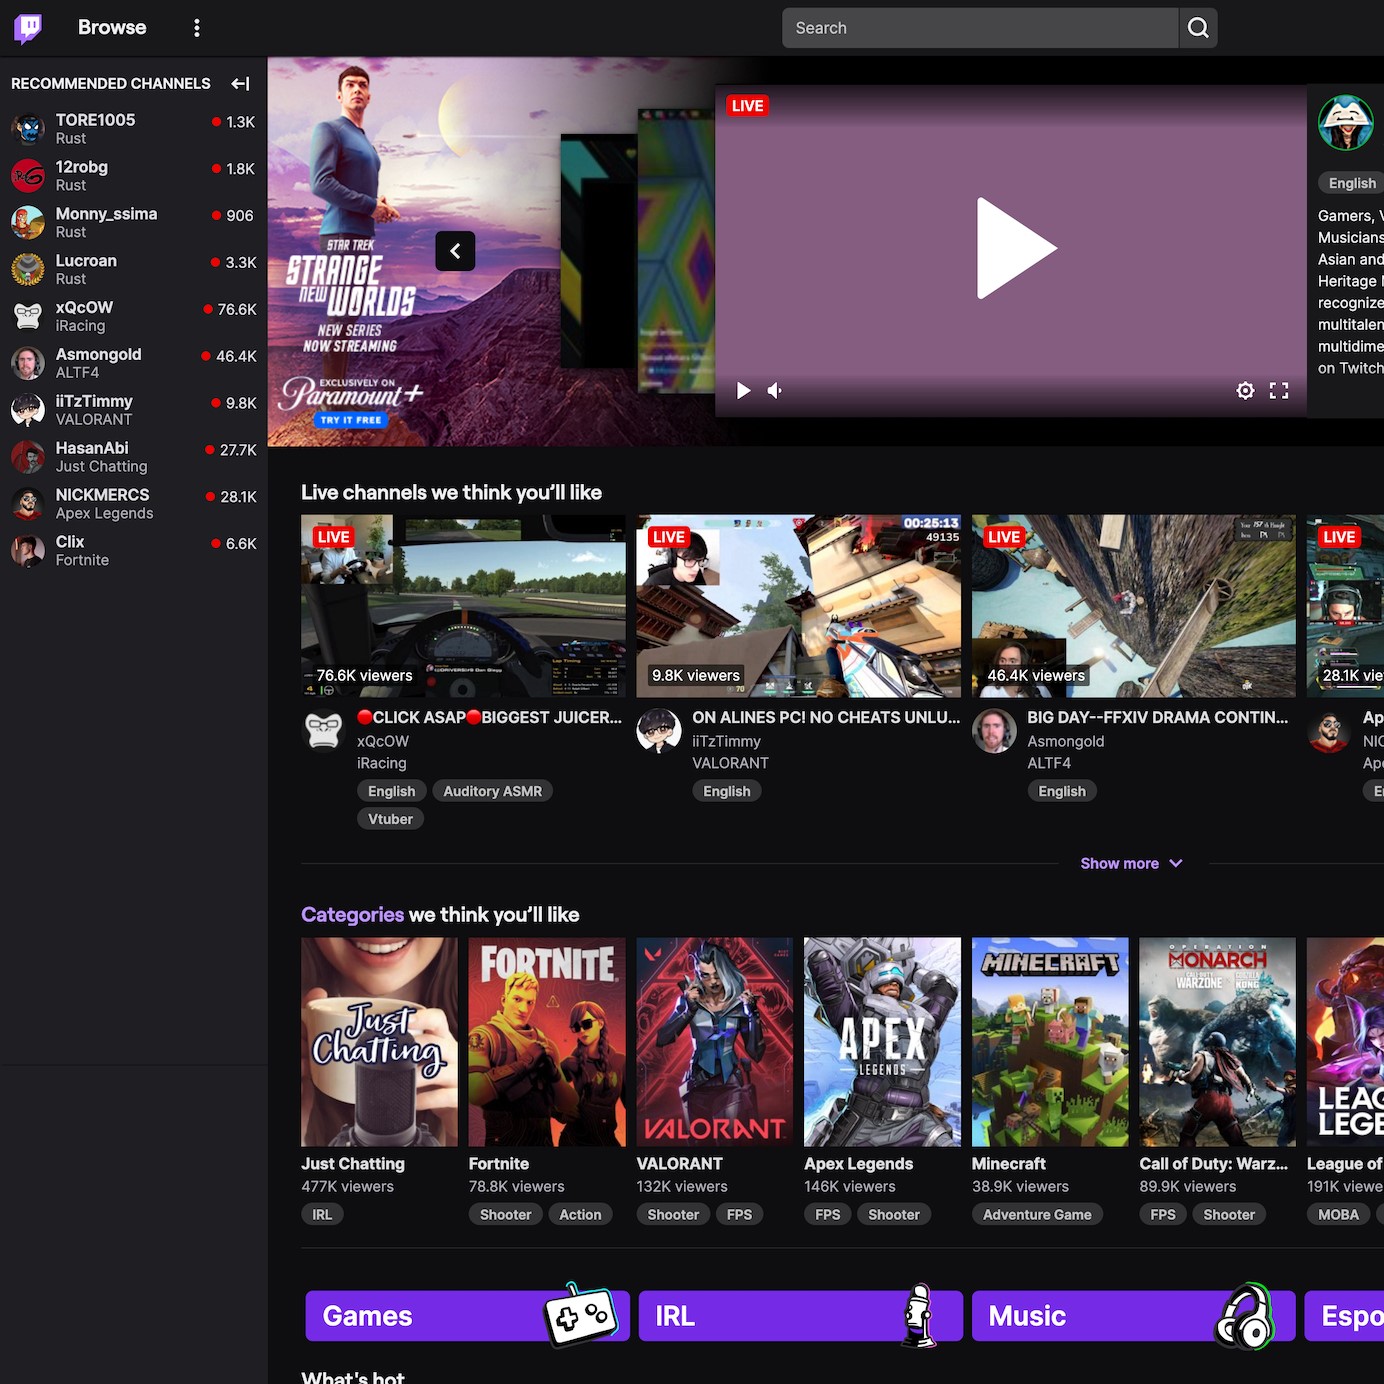 Browse
Search
RECOMMENDED CHANNELS
TORE1005
Rust
1.3K
12robg
Rust
1.8K
Monny_ssima
Rust
906
Lucroan
Rust
3.3K
xQcOW
iRacing
76.6K
Asmongold
ALTF4
46.4K
iiTzTimmy
VALORANT
9.8K
HasanAbi
Just Chatting
27.7K
NICKMERCS
Apex Legends
28.1K
Clix
Fortnite
6.6K
STAR TREK
STRANGE
NEW WORLDS
NEW SERIES
NOW STREAMING
EXCLUSIVELY ON
Paramount+
TRY IT FREE
LIVE
English
Gamers, V
Musicians
Asian and
Heritage
recognize
multitalen
multidime
on Twitch
Live channels we think you'll like
LIVE
76.6K viewers
CLICK ASAP BIGGEST JUICER...
xQcOW
iRacing
English
Auditory ASMR
Vtuber
LIVE
00:25:13
49135
70
9.8K viewers
ON ALINES PC! NO CHEATS UNLU...
iiTzTimmy
VALORANT
English
LIVE
46.4K viewers
BIG DAY--FFXIV DRAMA CONTIN...
Asmongold
ALTF4
English
LIVE
28.1K vie
Ap
NIC
Ape
E
Show more
Categories we think you'll like
Just
Chatting
Just Chatting
477K viewers
IRL
FORTNITE
Fortnite
78.8K viewers
Shooter
Action
VALORANT
VALORANT
132K viewers
Shooter
FPS
APEX
LEGENDS
Apex Legends
146K viewers
FPS
Shooter
MINECRAFT
Minecraft
38.9K viewers
Adventure Game
OPERATION
MONARCH
CALL OF DUTY
WARZONE
GODZILLA
KONG
Call of Duty: Warz...
89.9K viewers
FPS
Shooter
LEAG
LEGE
League of
191K viewe
MOBA
Games
IRL
Music
Espo
What's hot